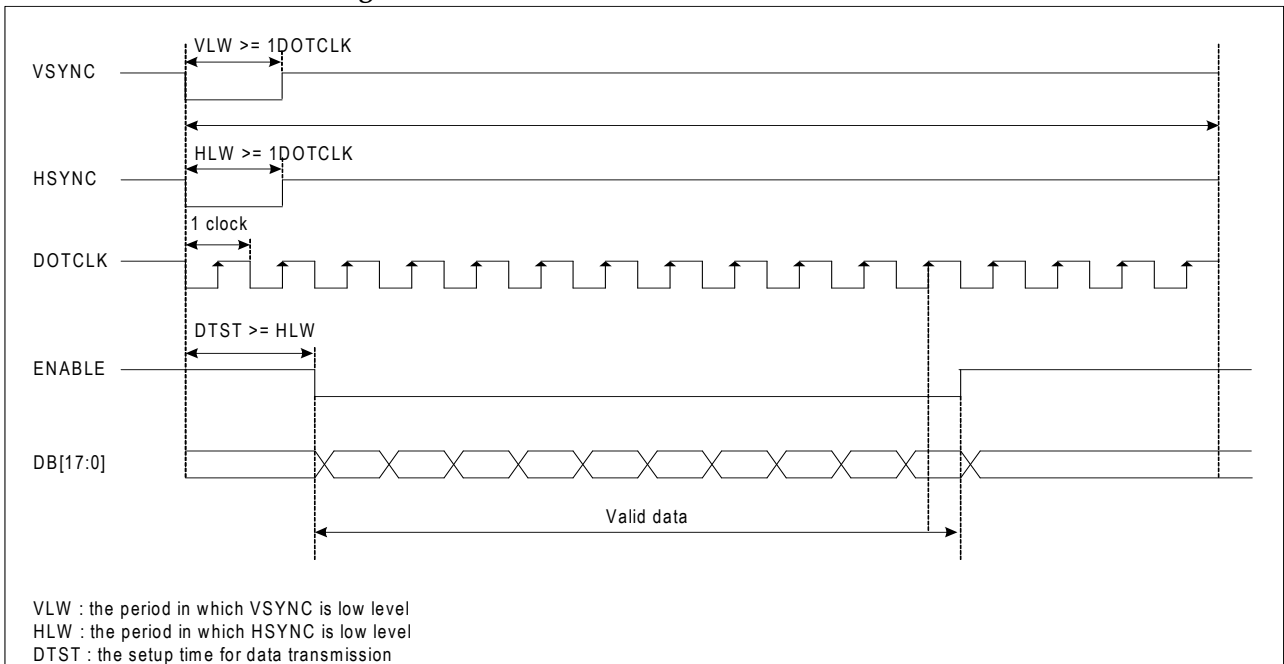 VLW >= 1DOTCLK
VSYNC
HLW >= 1DOTCLK
HSYNC
1 clock
DOTCLK
DTST >= HLW
ENABLE
DB[17:0]
Valid data
VLW : the period in which VSYNC is low level
HLW : the period in which HSYNC is low level
DTST : the setup time for data transmission